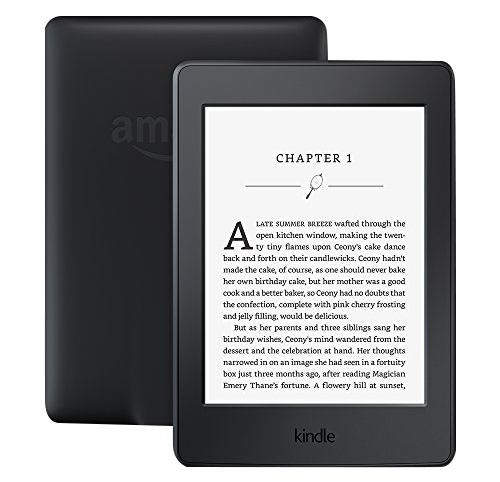 ama
CHAPTER 1
A LATE SUMMER BREEZE wafted through the
open kitchen window, making the twen-
ty tiny flames upon Ceony's cake dance
back and forth on their candlewicks. Ceony hadn't
made the cake, of course, as one should never bake
her own birthday cake, but her mother was a good
cook and a better baker, so Ceony had no doubts that
the confection, complete with pink cherry frosting
and jelly filling, would be delicious.
But as her parents and three siblings sang her
birthday wishes, Ceony's mind wandered from the
dessert and the celebration at hand. Her thoughts
narrowed in on an image she had seen in a fortuity
box just three months ago, after reading Magician
Emery Thane's fortune. A flowery hill at sunset,
kindle